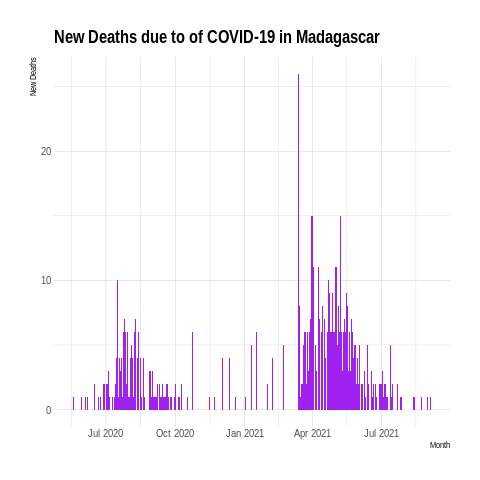 New Deaths due to of COVID-19 in Madagascar
New Deaths
20
10
0
Jul 2020 Oct 2020 Jan 2021 Apr 2021 Jul 2021
Month